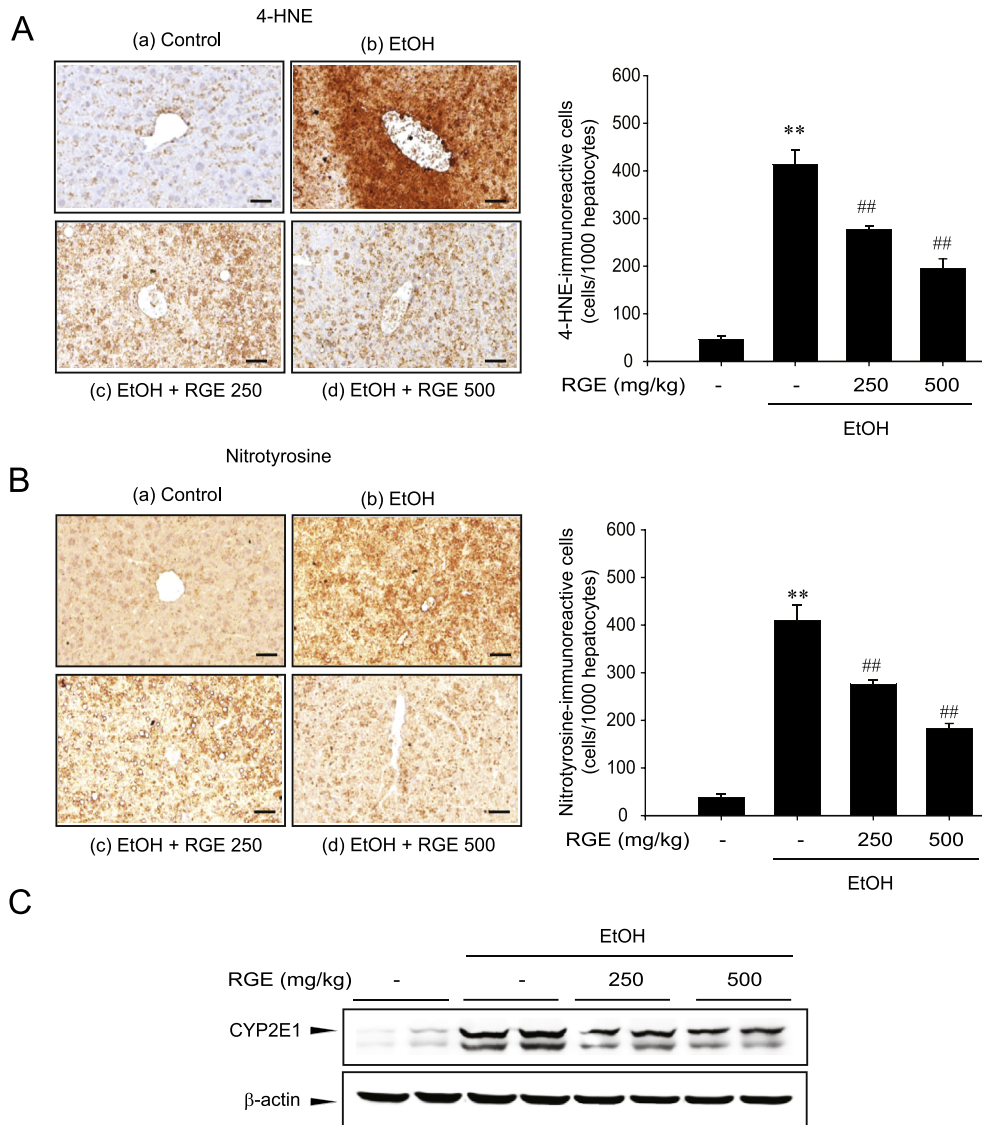 A
4-HNE
(a) Control
(b) EtOH
(c) EtOH + RGE 250
(d) EtOH + RGE 500
4-HNE-immunoreactive cells
(cells/1000 hepatocytes)
600
500
400
300
200
100
0
**
##
##
RGE (mg/kg)
- - 250 500
EtOH
B
Nitrotyrosine
(a) Control
(b) EtOH
(c) EtOH + RGE 250
(d) EtOH + RGE 500
Nitrotyrosine-immunoreactive cells
(cells/1000 hepatocytes)
600
500
400
300
200
100
0
**
##
##
RGE (mg/kg)
- - 250 500
EtOH
C
EtOH
RGE (mg/kg) - - 250 500
CYP2E1
β-actin